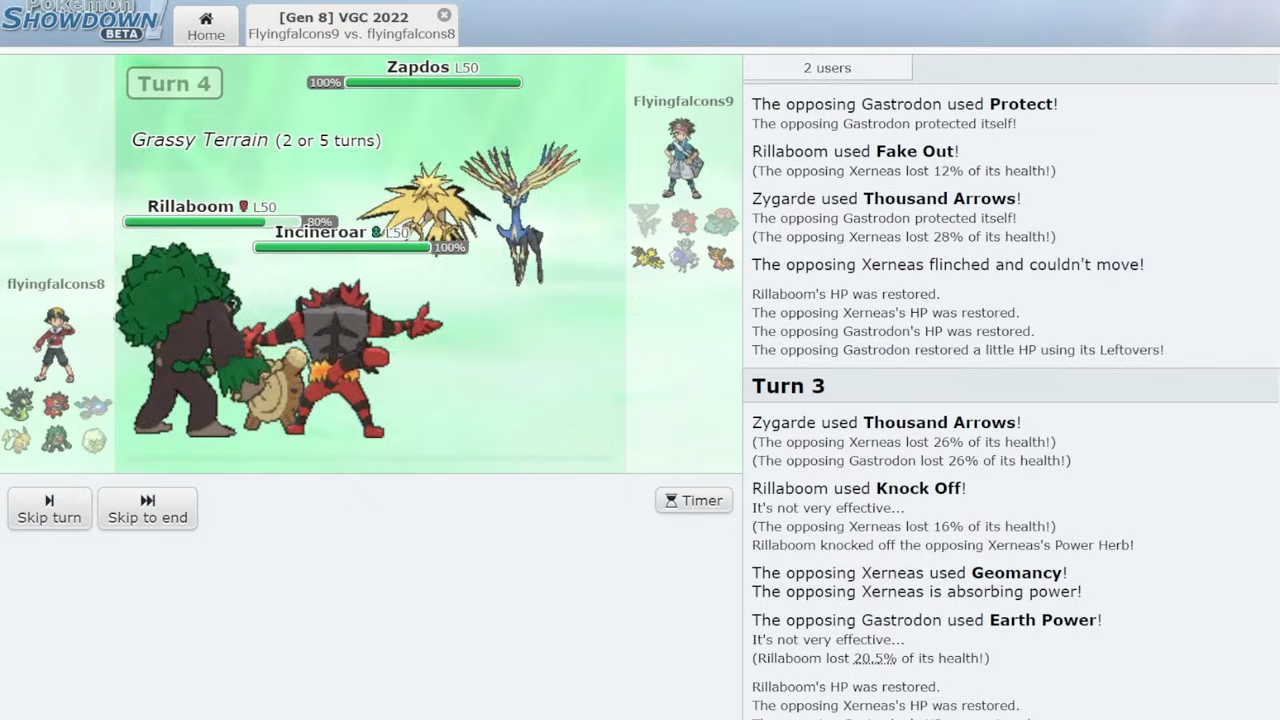 Pokémon
SHOWDOWN
BETA
Home
[Gen 8] VGC 2022
Flyingfalcons9 vs. flyingfalcons8
Turn 4
Zapdos L50
100%
Grassy Terrain (2 or 5 turns)
Flyingfalcons9
Rillaboom L50
80%
Incineroar L50
100%
flyingfalcons8
Skip turn
Skip to end
Timer
2 users
The opposing Gastrodon used Protect!
The opposing Gastrodon protected itself!
Rillaboom used Fake Out!
(The opposing Xerneas lost 12% of its health!)
Zygarde used Thousand Arrows!
The opposing Gastrodon protected itself!
(The opposing Xerneas lost 28% of its health!)
The opposing Xerneas flinched and couldn't move!
Rillaboom's HP was restored.
The opposing Xerneas's HP was restored.
The opposing Gastrodon's HP was restored.
The opposing Gastrodon restored a little HP using its Leftovers!
Turn 3
Zygarde used Thousand Arrows!
(The opposing Xerneas lost 26% of its health!)
(The opposing Gastrodon lost 26% of its health!)
Rillaboom used Knock Off!
It's not very effective...
(The opposing Xerneas lost 16% of its health!)
Rillaboom knocked off the opposing Xerneas's Power Herb!
The opposing Xerneas used Geomancy!
The opposing Xerneas is absorbing power!
The opposing Gastrodon used Earth Power!
It's not very effective...
(Rillaboom lost 20.5% of its health!)
Rillaboom's HP was restored.
The opposing Xerneas's HP was restored.